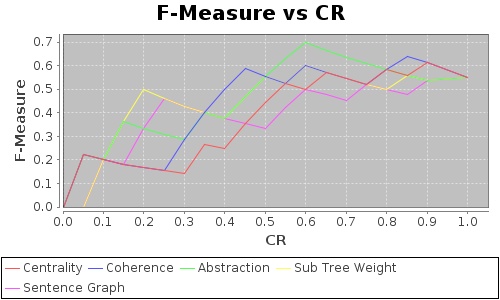 F-Measure vs CR
F-Measure
0.7
0.6
0.5
0.4
0.3
0.2
0.1
0.0
0.0 0.1 0.2 0.3 0.4 0.5 0.6 0.7 0.8 0.9 1.0
CR
Centrality Coherence Abstraction Sub Tree Weight
Sentence Graph